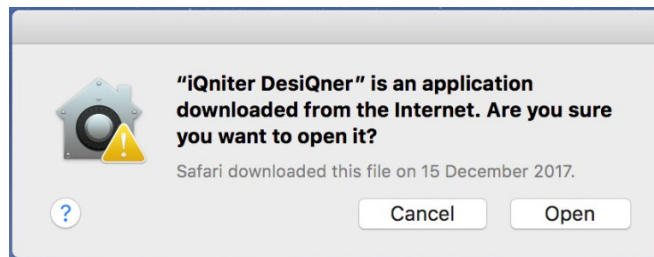 “iQniter DesiQner” is an application
downloaded from the Internet. Are you sure
you want to open it?
Safari downloaded this file on 15 December 2017.
?
Cancel
Open